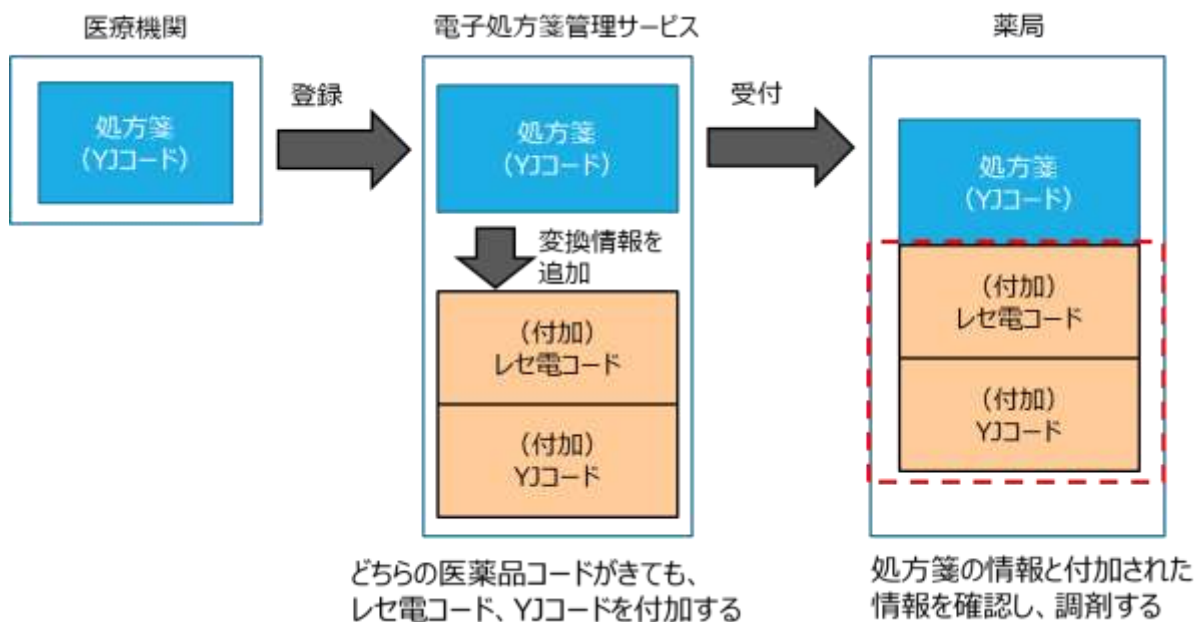 医療機関
処方箋
（YJコード）
登録
電子処方箋管理サービス
処方箋
（YJコード）
変換情報を
追加
（付加）
レセ電コード
（付加）
YJコード
どちらの医薬品コードがきても、
レセ電コード、YJコードを付加する
受付
薬局
処方箋
（YJコード）
（付加）
レセ電コード
（付加）
YJコード
処方箋の情報と付加された
情報を確認し、調剤する